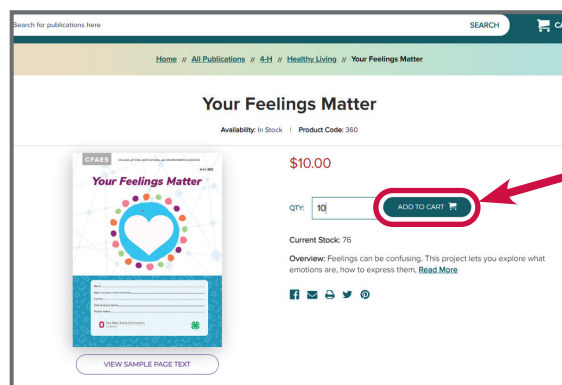 Search for publications here
SEARCH
CA
Home // All Publications // 4-H // Healthy Living // Your Feelings Matter
Your Feelings Matter
Availability: In Stock | Product Code: 360
CFAES
4-H 360
Your Feelings Matter
$10.00
QTY: 10
ADD TO CART
Current Stock: 76
Overview: Feelings can be confusing. This project lets you explore what
emotions are, how to express them, Read More
VIEW SAMPLE PAGE TEXT